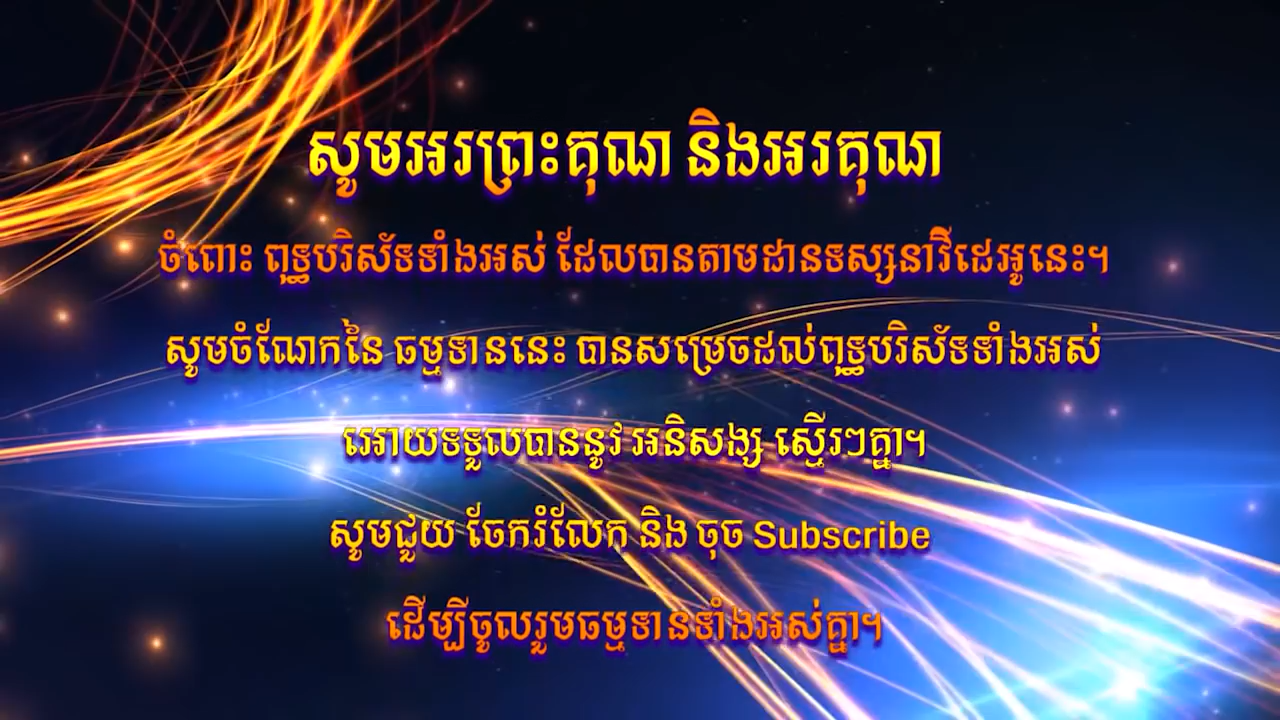 សូមអរព្រះគុណ និងអរគុណ
ចំពោះ ពុទ្ធបរិស័ទទាំងអស់ ដែលបានតាមដានទស្សនាវីដេអូនេះ។
សូមចំណែកនៃ ធម្មទាននេះ បានសម្រេចដល់ពុទ្ធបរិស័ទទាំងអស់
អោយទទួលបាននូវ អនិសង្ឃ ស្មើរៗគ្នា។
សូមជួយ ចែករំលែក និង ចុច Subscribe
ដើម្បីចូលរួមធម្មទានទាំងអស់គ្នា។